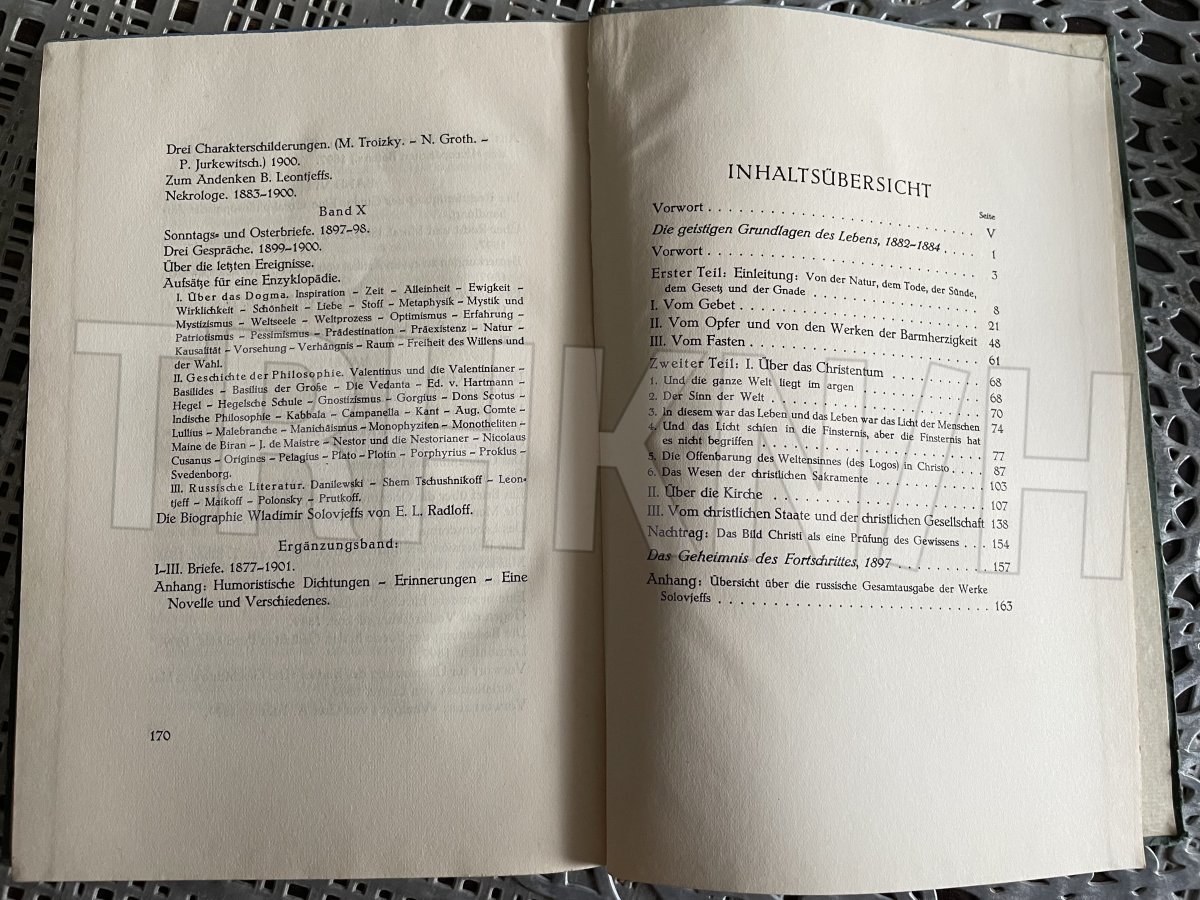 Drei Charakterschilderungen. (M. Troizky. – N. Groth. –
P. Jurkewitsch.) 1900.
Zum Andenken B. Leontjeffs.
Nekrologe. 1883–1900.
Band X
Sonntags- und Osterbriefe. 1897–98.
Drei Gespräche. 1899–1900.
Über die letzten Ereignisse.
Aufsätze für eine Enzyklopädie.
I. Über das Dogma. Inspiration – Zeit – Alleinheit – Ewigkeit –
Wirklichkeit – Schönheit – Liebe – Stoff – Metaphysik – Mystik und
Mystizismus – Weltseele – Weltprozess – Optimismus – Erfahrung –
Patriotismus – Pessimismus – Prädestination – Präexistenz – Natur –
Kausalität – Vorsehung – Verhängnis – Raum – Freiheit des Willens und
der Wahl.
II. Geschichte der Philosophie. Valentinus und die Valentinianer –
Basilides – Basilius der Große – Die Vedanta – Ed. v. Hartmann –
Hegel – Hegelsche Schule – Gnostizismus – Gorgius – Dons Scotus –
Indische Philosophie – Kabbala – Campanella – Kant – Aug. Comte –
Lullius – Malebranche – Manichäismus – Monophyziten – Monotheliten –
Maine de Biran – J. de Maistre – Nestor und die Nestorianer – Nicolaus
Cusanus – Origines – Pelagius – Plato – Plotin – Porphyrius – Proklus –
Svedenborg.
III. Russische Literatur. Danilewski – Shem Tschushnikoff – Leon-
tjeff – Maikoff – Polonsky – Prutkoff.
Die Biographie Wladimir Solovjeffs von E. L. Radloff.
Ergänzungsband:
I–III. Briefe. 1877–1901.
Anhang: Humoristische Dichtungen – Erinnerungen – Eine
Novelle und Verschiedenes.
170
INHALTSÜBERSICHT
Seite
Vorwort . . . . . . . . . . V
Die geistigen Grundlagen des Lebens, 1882–1884 . . . . 1
Vorwort . . . . . . . . . . 3
Erster Teil: Einleitung: Von der Natur, dem Tode, der Sünde,
dem Gesetz und der Gnade . . . . . . . . . . 8
I. Vom Gebet . . . . . . . . . . 21
II. Vom Opfer und von den Werken der Barmherzigkeit 48
III. Vom Fasten . . . . . . . . . . 61
Zweiter Teil: I. Über das Christentum . . . . . . . . 68
1. Und die ganze Welt liegt im argen . . . . . . . . 68
2. Der Sinn der Welt . . . . . . . . . . 70
3. In diesem war das Leben und das Leben war das Licht der Menschen 74
4. Und das Licht schien in die Finsternis, aber die Finsternis hat
es nicht begriffen . . . . . . . . . . 77
5. Die Offenbarung des Weltensinnes (des Logos) in Christo . . . . 87
6. Das Wesen der christlichen Sakramente . . . . . . . . 103
II. Über die Kirche . . . . . . . . . . 107
III. Vom christlichen Staate und der christlichen Gesellschaft 138
Nachtrag: Das Bild Christi als eine Prüfung des Gewissens . . . 154
Das Geheimnis des Fortschrittes, 1897 . . . . . . . . 157
Anhang: Übersicht über die russische Gesamtausgabe der Werke
Solovjeffs . . . . . . . . . . 163